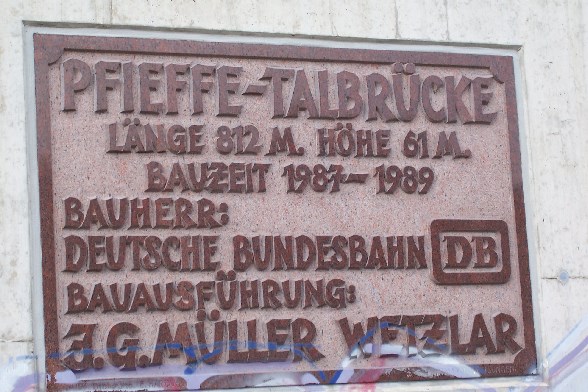 PFIEFFE-TALBRÜCKE
LÄNGE 812 M. HÖHE 61 M.
BAUZEIT 1987-1989
BAUHERR:
DEUTSCHE BUNDESBAHN DB
BAUAUSFÜHRUNG:
J.G. MÜLLER WETZLAR